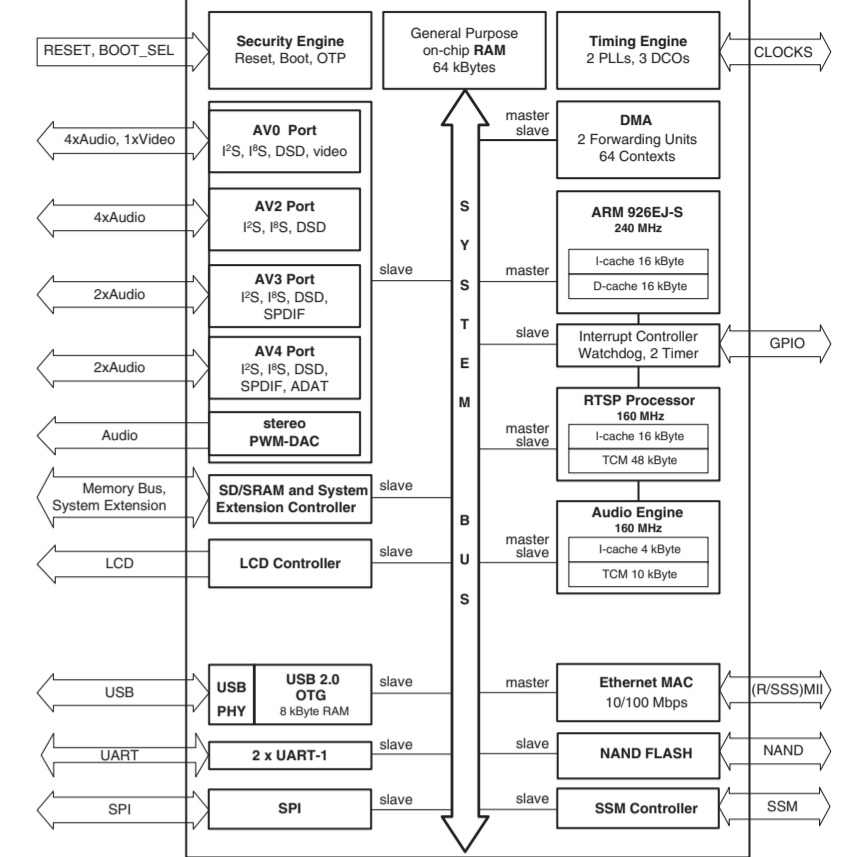 RESET, BOOT_SEL
Security Engine
Reset, Boot, OTP
General Purpose
on-chip RAM
64 kBytes
Timing Engine
2 PLLs, 3 DCOs
CLOCKS
4xAudio, 1xVideo
AV0 Port
I²S, I⁸S, DSD, video
master
slave
DMA
2 Forwarding Units
64 Contexts
4xAudio
AV2 Port
I²S, I⁸S, DSD
ARM 926EJ-S
240 MHz
I-cache 16 kByte
D-cache 16 kByte
slave
master
2xAudio
AV3 Port
I²S, I⁸S, DSD,
SPDIF
slave
Interrupt Controller
Watchdog, 2 Timer
GPIO
2xAudio
AV4 Port
I²S, I⁸S, DSD,
SPDIF, ADAT
RTSP Processor
160 MHz
I-cache 16 kByte
TCM 48 kByte
master
slave
Audio
stereo
PWM-DAC
SYSTEM BUS
Memory Bus,
System Extension
SD/SRAM and System
Extension Controller
slave
Audio Engine
160 MHz
I-cache 4 kByte
TCM 10 kByte
master
slave
LCD
LCD Controller
slave
USB
USB
PHY
USB 2.0
OTG
8 kByte RAM
slave
master
Ethernet MAC
10/100 Mbps
(R/SSS)MII
UART
2 x UART-1
slave
slave
NAND FLASH
NAND
SPI
SPI
slave
slave
SSM Controller
SSM